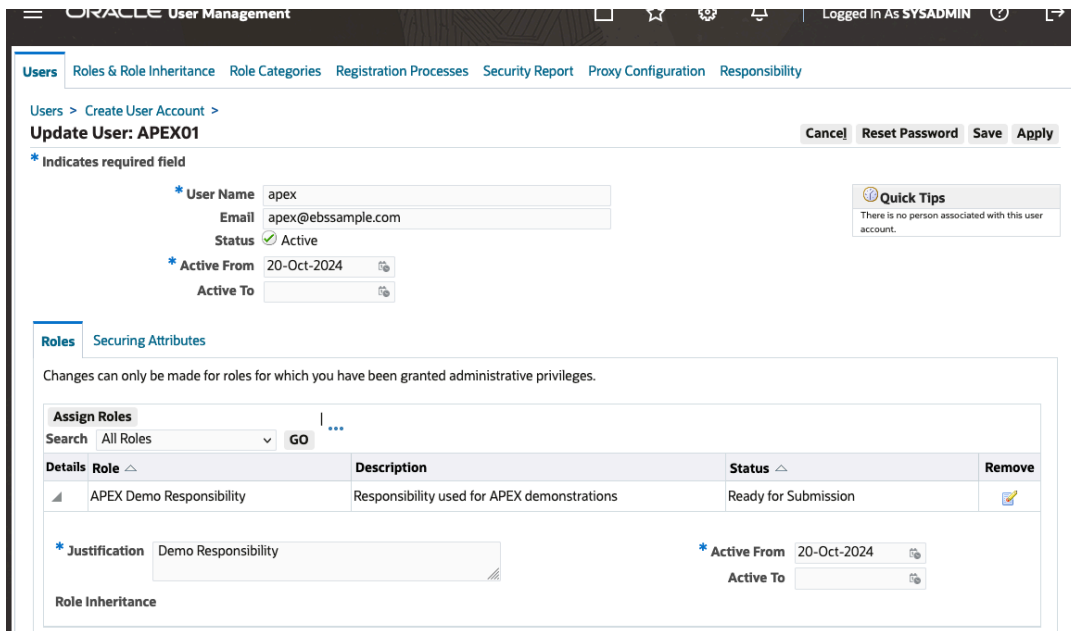 ORACLE User Management
Logged In As SYSADMIN
Users Roles & Role Inheritance Role Categories Registration Processes Security Report Proxy Configuration Responsibility
Users > Create User Account >
Update User: APEX01
Cancel Reset Password Save Apply
* Indicates required field
* User Name apex
Email apex@ebssample.com
Status Active
* Active From 20-Oct-2024
Active To
Quick Tips
There is no person associated with this user
account.
Roles Securing Attributes
Changes can only be made for roles for which you have been granted administrative privileges.
Assign Roles | ...
Search All Roles GO
Details Role Description Status Remove
APEX Demo Responsibility Responsibility used for APEX demonstrations Ready for Submission
* Justification Demo Responsibility
* Active From 20-Oct-2024
Active To
Role Inheritance